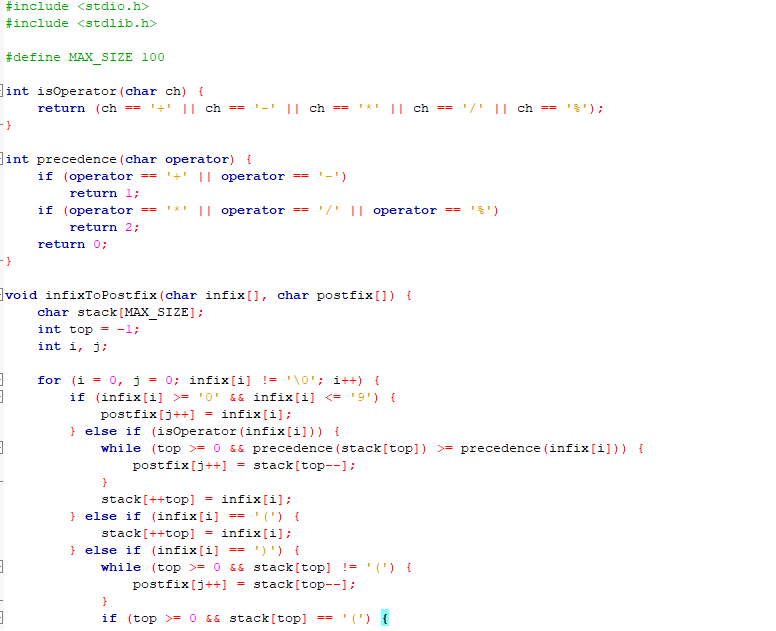 #include <stdio.h>
#include <stdlib.h>

#define MAX_SIZE 100

int isOperator(char ch) {
    return (ch == '+' || ch == '-' || ch == '*' || ch == '/' || ch == '%');
}

int precedence(char operator) {
    if (operator == '+' || operator == '-')
        return 1;
    if (operator == '*' || operator == '/' || operator == '%')
        return 2;
    return 0;
}

void infixToPostfix(char infix[], char postfix[]) {
    char stack[MAX_SIZE];
    int top = -1;
    int i, j;

    for (i = 0, j = 0; infix[i] != '\0'; i++) {
        if (infix[i] >= '0' && infix[i] <= '9') {
            postfix[j++] = infix[i];
        } else if (isOperator(infix[i])) {
            while (top >= 0 && precedence(stack[top]) >= precedence(infix[i])) {
                postfix[j++] = stack[top--];
            }
            stack[++top] = infix[i];
        } else if (infix[i] == '(') {
            stack[++top] = infix[i];
        } else if (infix[i] == ')') {
            while (top >= 0 && stack[top] != '(') {
                postfix[j++] = stack[top--];
            }
            if (top >= 0 && stack[top] == '(') {